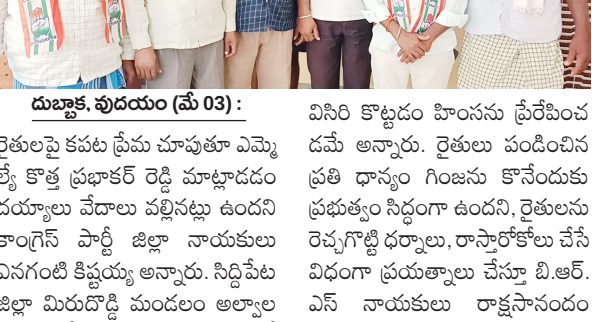 దుబ్బాక, వుదయం (మే 03) :
రైతులపై కపట ప్రేమ చూపుతూ ఎమ్మె
ల్యే కొత్త ప్రభాకర్ రెడ్డి మాట్లాడడం
దయ్యాలు వేదాలు వల్లినట్లు ఉందని
కాంగ్రెస్ పార్టీ జిల్లా నాయకులు
ఏనగంటి కిష్టయ్య అన్నారు. సిద్దిపేట
జిల్లా మిరుదొడ్డి మండలం అల్వాల
విసిరి కొట్టడం హింసను ప్రేరేపించ
డమే అన్నారు. రైతులు పండించిన
ప్రతి ధాన్యం గింజను కొనేందుకు
ప్రభుత్వం సిద్ధంగా ఉందని, రైతులను
రెచ్చగొట్టి ధర్నాలు, రాస్తారోకోలు చేసే
విధంగా ప్రయత్నాలు చేస్తూ బి.ఆర్.
ఎస్ నాయకులు రాక్షసానందం